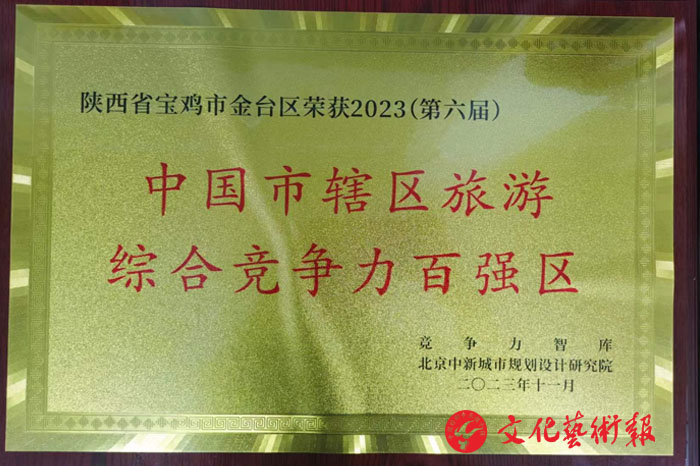 陕西省宝鸡市金台区荣获2023(第六届)
中国市辖区旅游
综合竞争力百强区
竞争力智库
北京中新城市规划设计研究院
二〇二三年十一月
文化藝術報